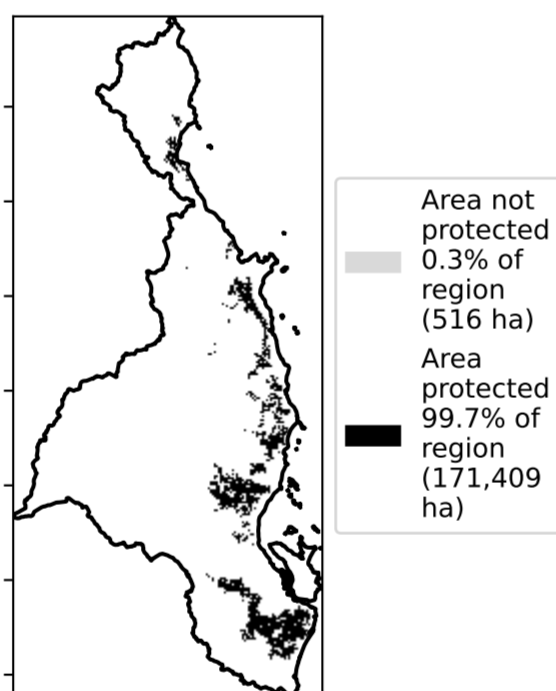 Area not
protected
0.3% of
region
(516 ha)
Area
protected
99.7% of
region
(171,409
ha)